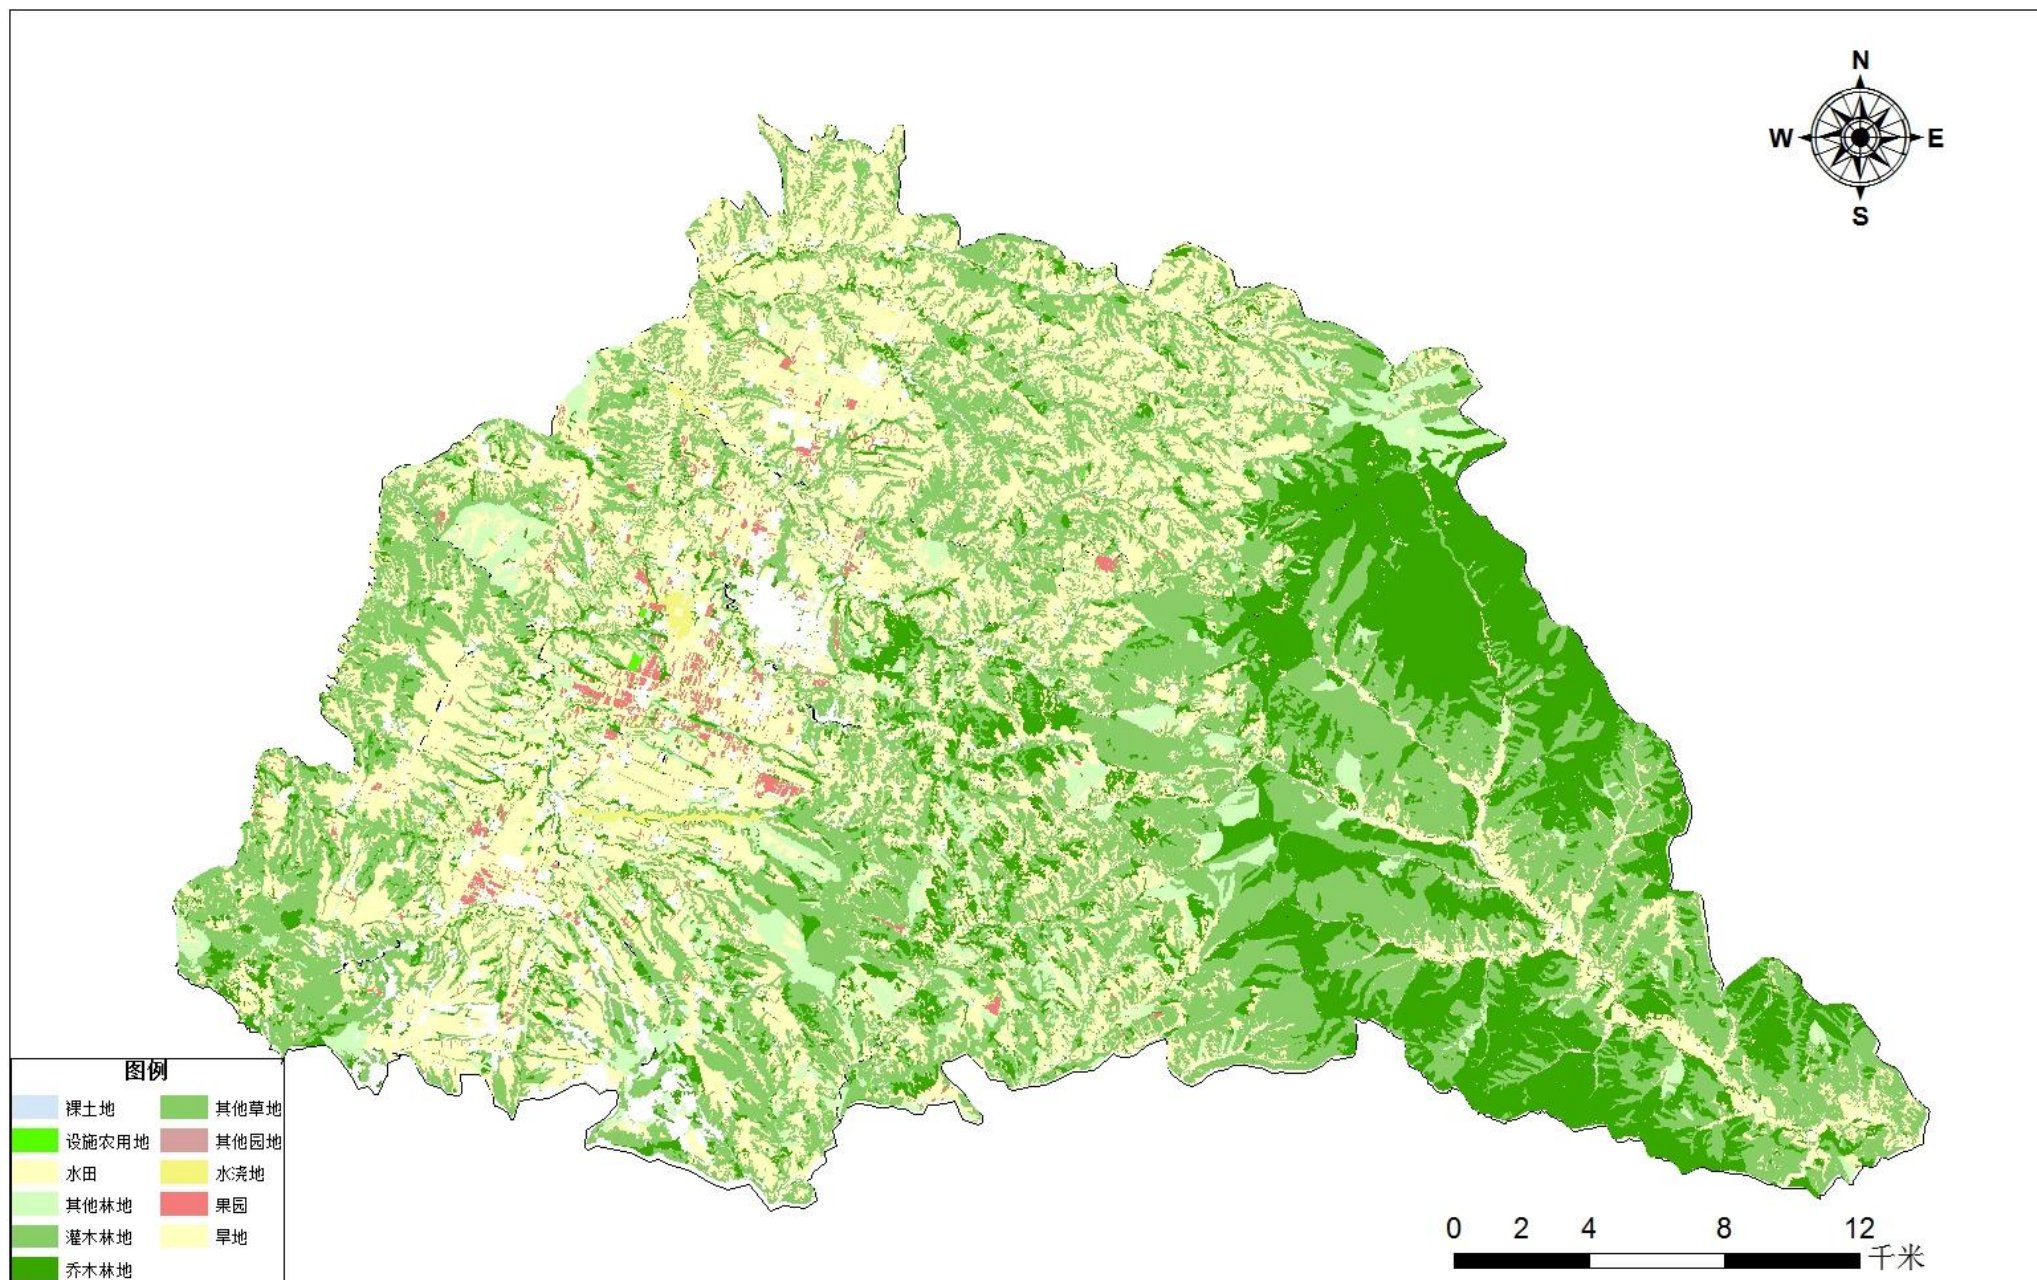 N
W
E
S
图例
裸土地
其他草地
设施农用地
其他园地
水田
水浇地
其他林地
果园
灌木林地
旱地
乔木林地
0 2 4 8 12
千米